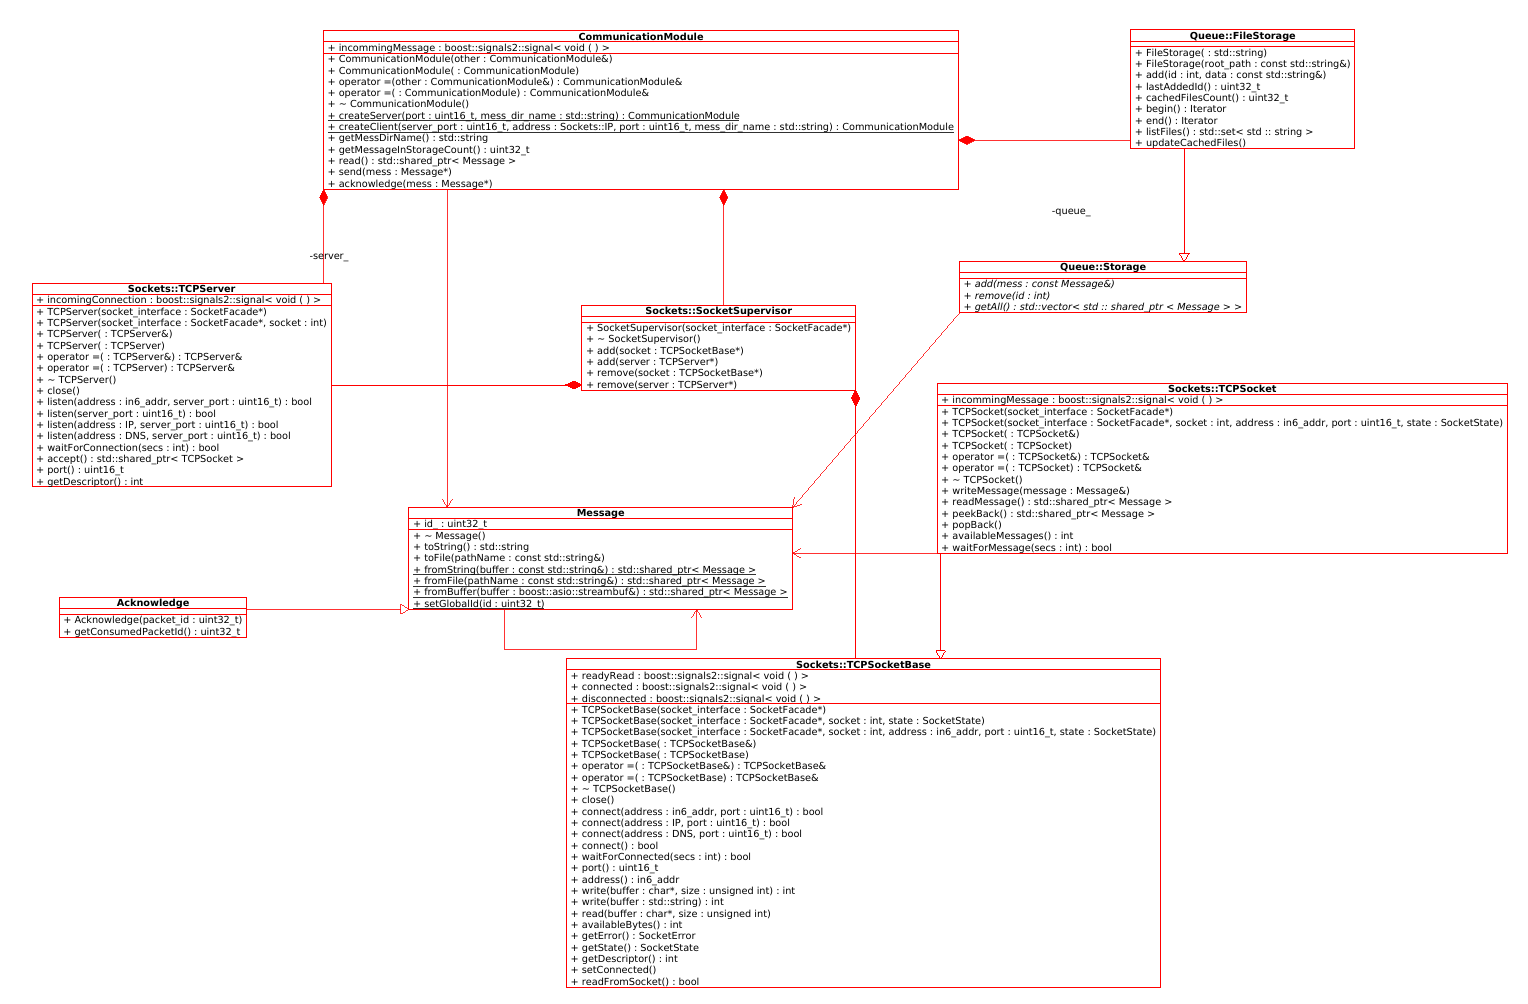 CommunicationModule
+ incommingMessage : boost::signals2::signal< void ( ) >
+ CommunicationModule(other : CommunicationModule&)
+ CommunicationModule( : CommunicationModule)
+ operator =(other : CommunicationModule&) : CommunicationModule&
+ operator =( : CommunicationModule) : CommunicationModule&
+ ~ CommunicationModule()
+ createServer(port : uint16_t, mess_dir_name : std::string) : CommunicationModule
+ createClient(server_port : uint16_t, address : Sockets::IP, port : uint16_t, mess_dir_name : std::string) : CommunicationModule
+ getMessDirName() : std::string
+ getMessageInStorageCount() : uint32_t
+ read() : std::shared_ptr< Message >
+ send(mess : Message*)
+ acknowledge(mess : Message*)
Queue::FileStorage
+ FileStorage( : std::string)
+ FileStorage(root_path : const std::string&)
+ add(id : int, data : const std::string&)
+ lastAddedId() : uint32_t
+ cachedFilesCount() : uint32_t
+ begin() : Iterator
+ end() : Iterator
+ listFiles() : std::set< std :: string >
+ updateCachedFiles()
-queue_
-server_
Queue::Storage
+ add(mess : const Message&)
+ remove(id : int)
+ getAll() : std::vector< std :: shared_ptr < Message > >
Sockets::TCPServer
+ incomingConnection : boost::signals2::signal< void ( ) >
+ TCPServer(socket_interface : SocketFacade*)
+ TCPServer(socket_interface : SocketFacade*, socket : int)
+ TCPServer( : TCPServer&)
+ TCPServer( : TCPServer)
+ operator =( : TCPServer&) : TCPServer&
+ operator =( : TCPServer) : TCPServer&
+ ~ TCPServer()
+ close()
+ listen(address : in6_addr, server_port : uint16_t) : bool
+ listen(server_port : uint16_t) : bool
+ listen(address : IP, server_port : uint16_t) : bool
+ listen(address : DNS, server_port : uint16_t) : bool
+ waitForConnection(secs : int) : bool
+ accept() : std::shared_ptr< TCPSocket >
+ port() : uint16_t
+ getDescriptor() : int
Sockets::SocketSupervisor
+ SocketSupervisor(socket_interface : SocketFacade*)
+ ~ SocketSupervisor()
+ add(socket : TCPSocketBase*)
+ add(server : TCPServer*)
+ remove(socket : TCPSocketBase*)
+ remove(server : TCPServer*)
Sockets::TCPSocket
+ incommingMessage : boost::signals2::signal< void ( ) >
+ TCPSocket(socket_interface : SocketFacade*)
+ TCPSocket(socket_interface : SocketFacade*, socket : int, address : in6_addr, port : uint16_t, state : SocketState)
+ TCPSocket( : TCPSocket&)
+ TCPSocket( : TCPSocket)
+ operator =( : TCPSocket&) : TCPSocket&
+ operator =( : TCPSocket) : TCPSocket&
+ ~ TCPSocket()
+ writeMessage(message : Message&)
+ readMessage() : std::shared_ptr< Message >
+ peekBack() : std::shared_ptr< Message >
+ popBack()
+ availableMessages() : int
+ waitForMessage(secs : int) : bool
Message
+ id_ : uint32_t
+ ~ Message()
+ toString() : std::string
+ toFile(pathName : const std::string&)
+ fromString(buffer : const std::string&) : std::shared_ptr< Message >
+ fromFile(pathName : const std::string&) : std::shared_ptr< Message >
+ fromBuffer(buffer : boost::asio::streambuf&) : std::shared_ptr< Message >
+ setGlobalId(id : uint32_t)
Acknowledge
+ Acknowledge(packet_id : uint32_t)
+ getConsumedPacketId() : uint32_t
Sockets::TCPSocketBase
+ readyRead : boost::signals2::signal< void ( ) >
+ connected : boost::signals2::signal< void ( ) >
+ disconnected : boost::signals2::signal< void ( ) >
+ TCPSocketBase(socket_interface : SocketFacade*)
+ TCPSocketBase(socket_interface : SocketFacade*, socket : int, state : SocketState)
+ TCPSocketBase(socket_interface : SocketFacade*, socket : int, address : in6_addr, port : uint16_t, state : SocketState)
+ TCPSocketBase( : TCPSocketBase&)
+ TCPSocketBase( : TCPSocketBase)
+ operator =( : TCPSocketBase&) : TCPSocketBase&
+ operator =( : TCPSocketBase) : TCPSocketBase&
+ ~ TCPSocketBase()
+ close()
+ connect(address : in6_addr, port : uint16_t) : bool
+ connect(address : IP, port : uint16_t) : bool
+ connect(address : DNS, port : uint16_t) : bool
+ connect() : bool
+ waitForConnected(secs : int) : bool
+ port() : uint16_t
+ address() : in6_addr
+ write(buffer : char*, size : unsigned int) : int
+ write(buffer : std::string) : int
+ read(buffer : char*, size : unsigned int)
+ availableBytes() : int
+ getError() : SocketError
+ getState() : SocketState
+ getDescriptor() : int
+ setConnected()
+ readFromSocket() : bool